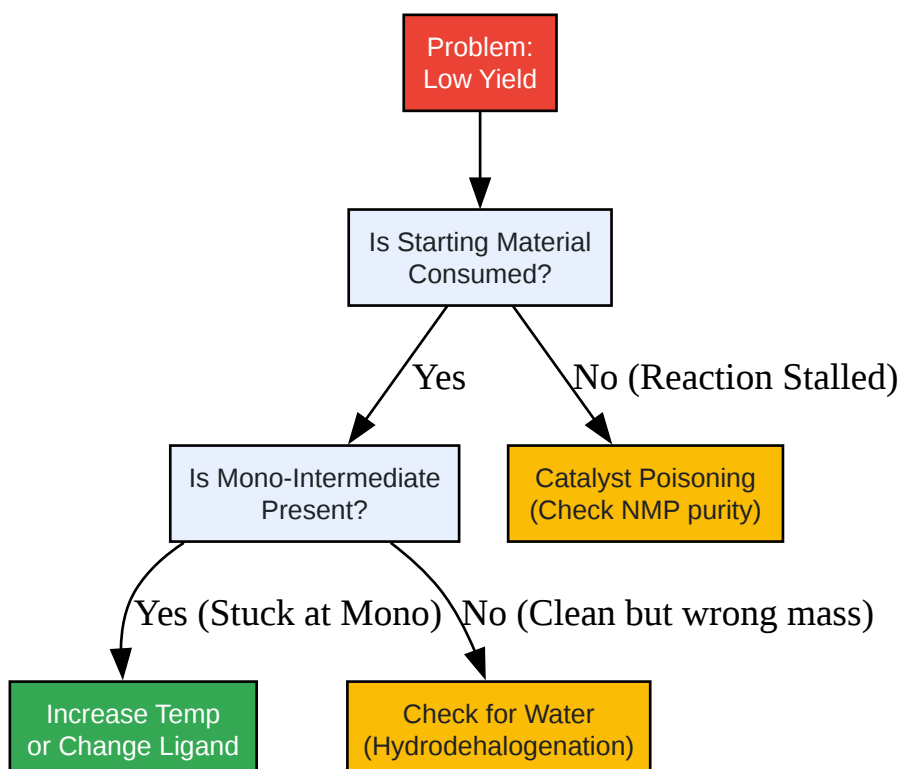 Problem:
Low Yield
Is Starting Material
Consumed?
Yes
No (Reaction Stalled)
Is Mono-Intermediate
Present?
Catalyst Poisoning
(Check NMP purity)
Yes (Stuck at Mono)
No (Clean but wrong mass)
Increase Temp
or Change Ligand
Check for Water
(Hydrodehalogenation)